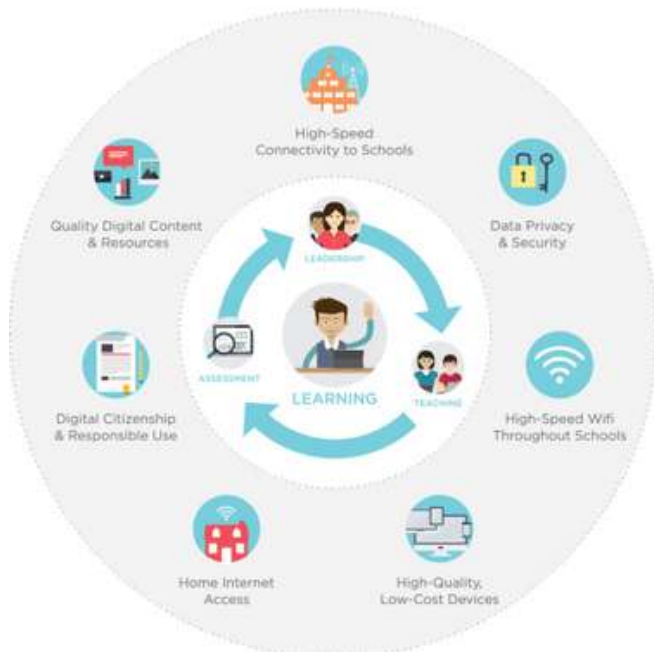 High-Speed
Connectivity to Schools
Quality Digital Content
& Resources
Data Privacy
& Security
LEADERSHIP
ASSESSMENT
LEARNING
TEACHING
Digital Citizenship
& Responsible Use
High-Speed Wifi
Throughout Schools
Home Internet
Access
High-Quality,
Low-Cost Devices